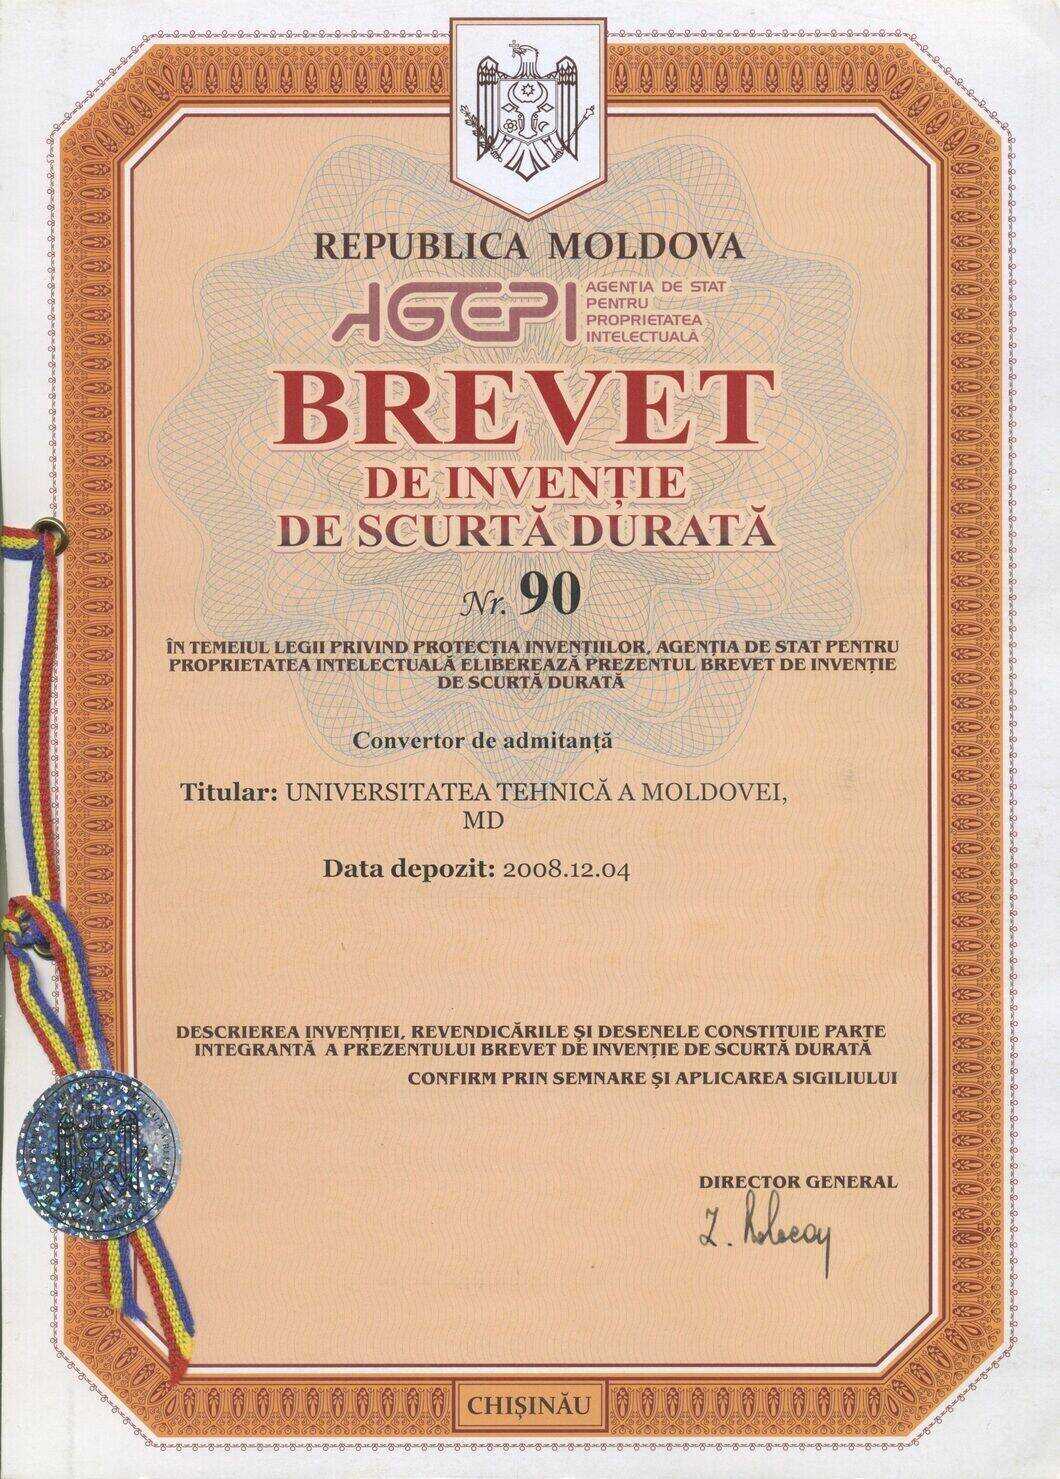 REPUBLICA MOLDOVA
AGEPI
AGENȚIA DE STAT
PENTRU
PROPRIETATEA
INTELECTUALĂ
BREVET
DE INVENȚIE
DE SCURTĂ DURATĂ
Nr. 90
ÎN TEMEIUL LEGII PRIVIND PROTECȚIA INVENȚIILOR, AGENȚIA DE STAT PENTRU
PROPRIETATEA INTELECTUALĂ ELIBEREAZĂ PREZENTUL BREVET DE INVENȚIE
DE SCURTĂ DURATĂ
Convertor de admitanță
Titular: UNIVERSITATEA TEHNICĂ A MOLDOVEI,
MD
Data depozit: 2008.12.04
DESCRIEREA INVENȚIEI, REVENDICĂRILE ȘI DESENELE CONSTITUIE PARTE
INTEGRANTĂ A PREZENTULUI BREVET DE INVENȚIE DE SCURTĂ DURATĂ
CONFIRM PRIN SEMNARE ȘI APLICAREA SIGILIULUI
DIRECTOR GENERAL
CHIȘINĂU